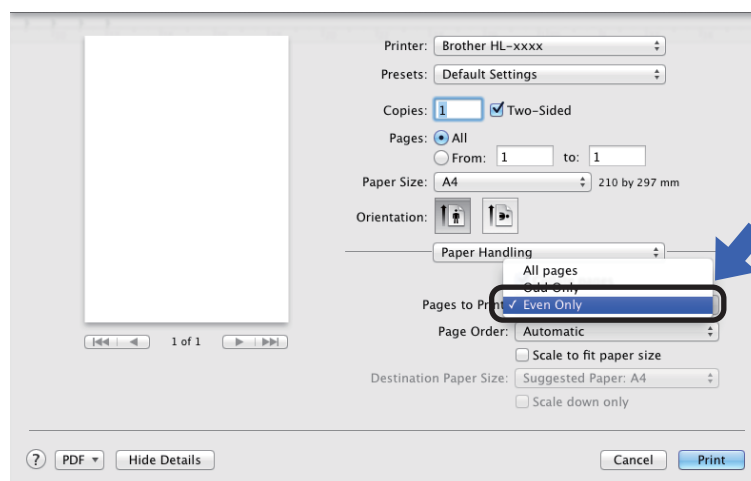 Printer: Brother HL-xxxx
Presets: Default Settings
Copies: 1 Two-Sided
Pages: All
From: 1 to: 1
Paper Size: A4 210 by 297 mm
Orientation:
Paper Handling
All pages
Odd Only
Pages to Print ✓ Even Only
Page Order: Automatic
Scale to fit paper size
Destination Paper Size: Suggested Paper: A4
Scale down only
1 of 1
? PDF Hide Details Cancel Print